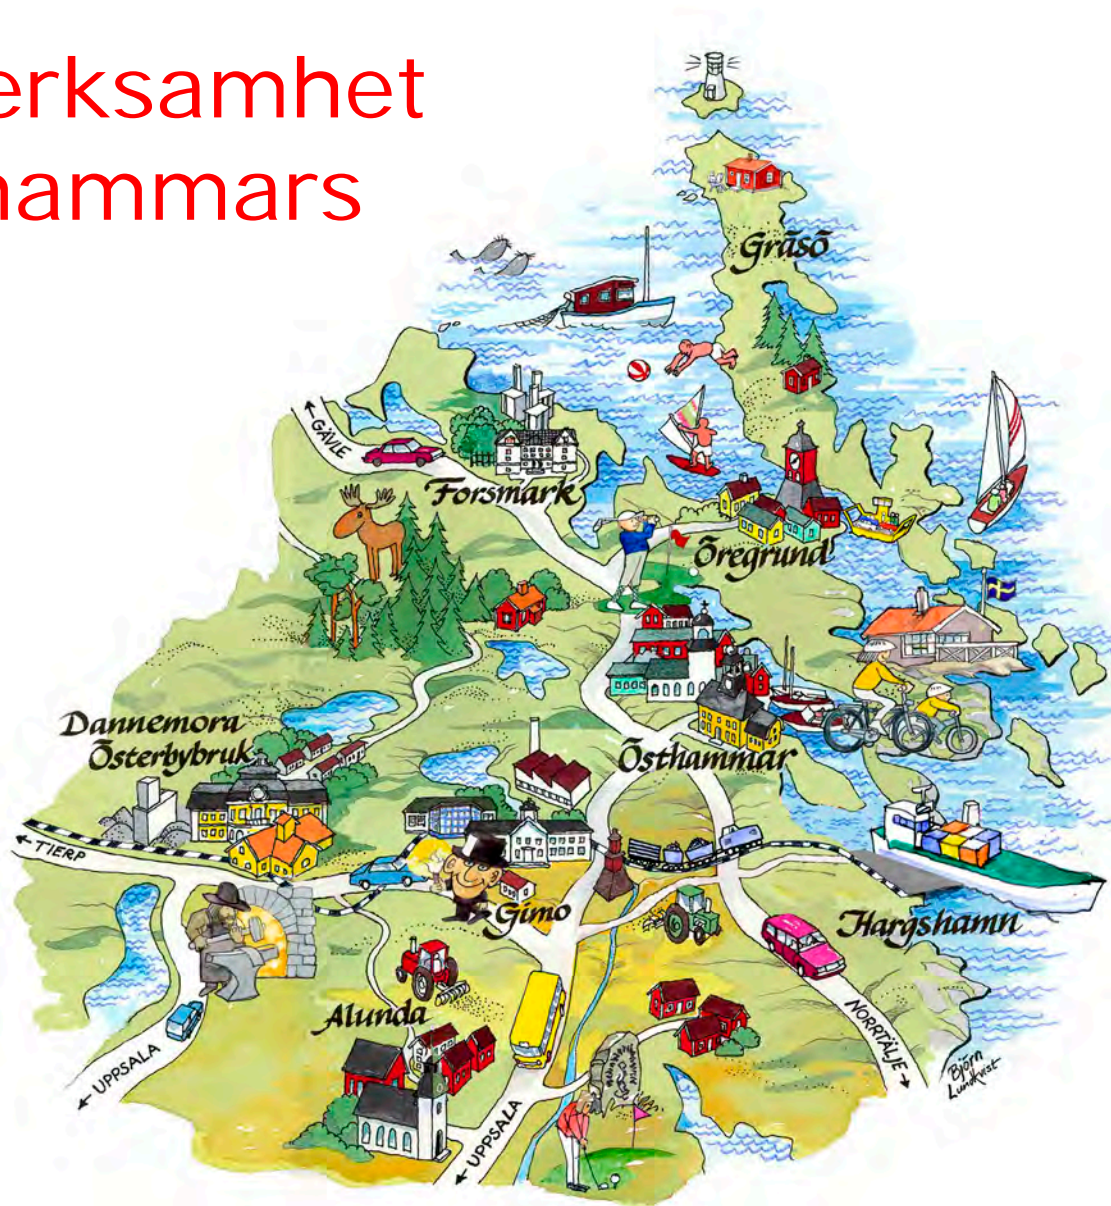 erksamhet
hammars
Gräsö
GÄVLE
Forsmark
Öregrund
Dannemora
Österbybruk
Östhammar
TIERP
Gimo
Hargshamn
Alunda
NORRTÄLJE
UPPSALA
UPPSALA
Björn
Lundkvist